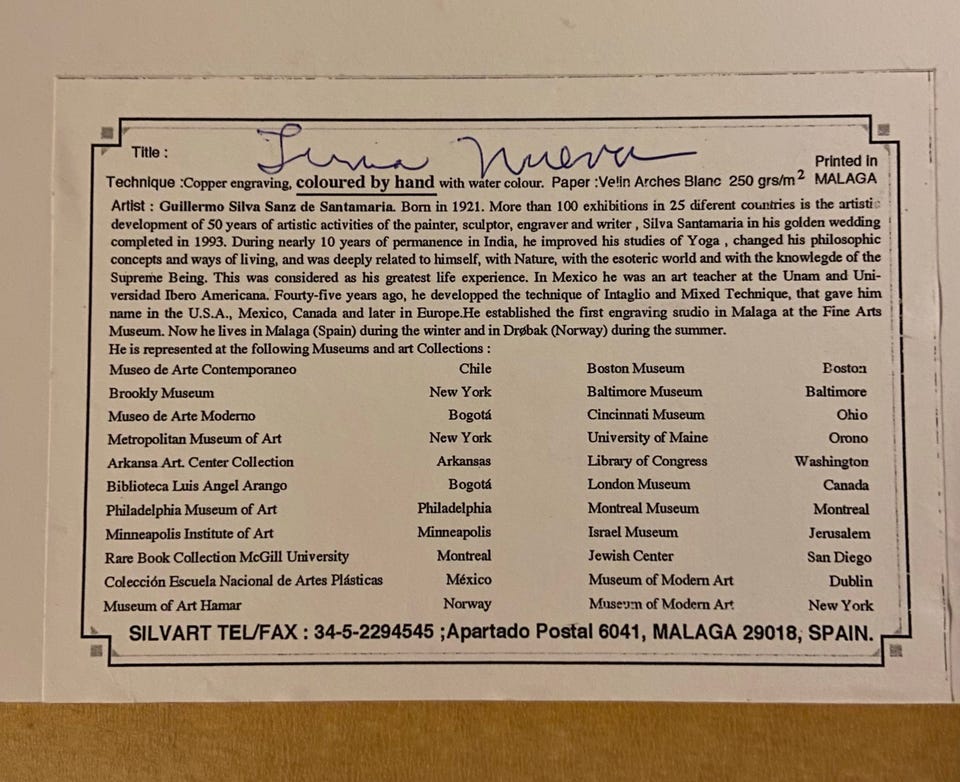 Title : Luna Nueva
Printed in
Technique :Copper engraving, coloured by hand with water colour. Paper :Velin Arches Blanc 250 grs/m2 MALAGA
Artist : Guillermo Silva Sanz de Santamaria. Born in 1921. More than 100 exhibitions in 25 diferent countries is the artistic
development of 50 years of artistic activities of the painter, sculptor, engraver and writer , Silva Santamaria in his golden wedding
completed in 1993. During nearly 10 years of permanence in India, he improved his studies of Yoga , changed his philosophic
concepts and ways of living, and was deeply related to himself, with Nature, with the esoteric world and with the knowlegde of the
Supreme Being. This was considered as his greatest life experience. In Mexico he was an art teacher at the Unam and Uni-
versidad Ibero Americana. Fourty-five years ago, he developped the technique of Intaglio and Mixed Technique, that gave him
name in the U.S.A., Mexico, Canada and later in Europe.He established the first engraving studio in Malaga at the Fine Arts
Museum. Now he lives in Malaga (Spain) during the winter and in Drøbak (Norway) during the summer.
He is represented at the following Museums and art Collections :
Museo de Arte Contemporaneo Chile Boston Museum Boston
Brookly Museum New York Baltimore Museum Baltimore
Museo de Arte Moderno Bogotá Cincinnati Museum Ohio
Metropolitan Museum of Art New York University of Maine Orono
Arkansa Art. Center Collection Arkansas Library of Congress Washington
Biblioteca Luis Angel Arango Bogotá London Museum Canada
Philadelphia Museum of Art Philadelphia Montreal Museum Montreal
Minneapolis Institute of Art Minneapolis Israel Museum Jerusalem
Rare Book Collection McGill University Montreal Jewish Center San Diego
Colección Escuela Nacional de Artes Plásticas México Museum of Modern Art Dublin
Museum of Art Hamar Norway Museum of Modern Art New York
SILVART TEL/FAX : 34-5-2294545 ;Apartado Postal 6041, MALAGA 29018, SPAIN.